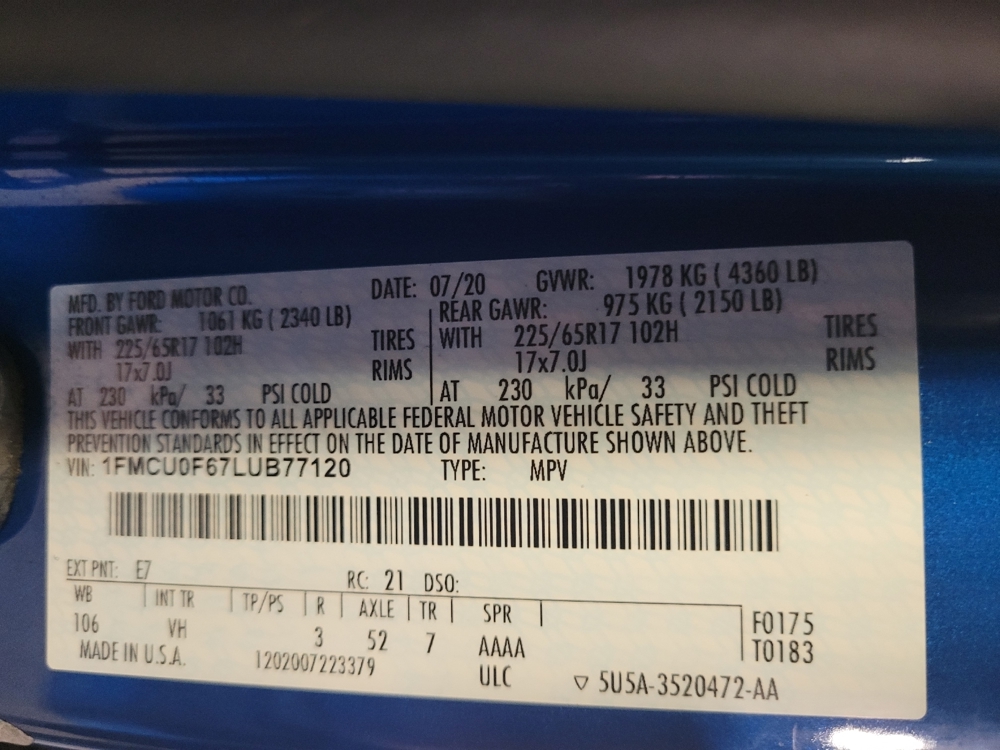 MFD. BY FORD MOTOR CO. DATE: 07/20 GVWR: 1978 KG ( 4360 LB)
FRONT GAWR: 1061 KG ( 2340 LB) REAR GAWR: 975 KG ( 2150 LB)
WITH 225/65R17 102H TIRES WITH 225/65R17 102H TIRES
17x7.0J RIMS 17x7.0J RIMS
AT 230 kPa/ 33 PSI COLD AT 230 kPa/ 33 PSI COLD
THIS VEHICLE CONFORMS TO ALL APPLICABLE FEDERAL MOTOR VEHICLE SAFETY AND THEFT
PREVENTION STANDARDS IN EFFECT ON THE DATE OF MANUFACTURE SHOWN ABOVE.
VIN: 1FMCU0F67LUB77120 TYPE: MPV
EXT PNT: E7 RC: 21 DSO:
WB INT TR TP/PS R AXLE TR SPR F0175
106 VH 3 52 7 AAAA T0183
MADE IN U.S.A. 1202007223379 ULC ▽ 5U5A-3520472-AA